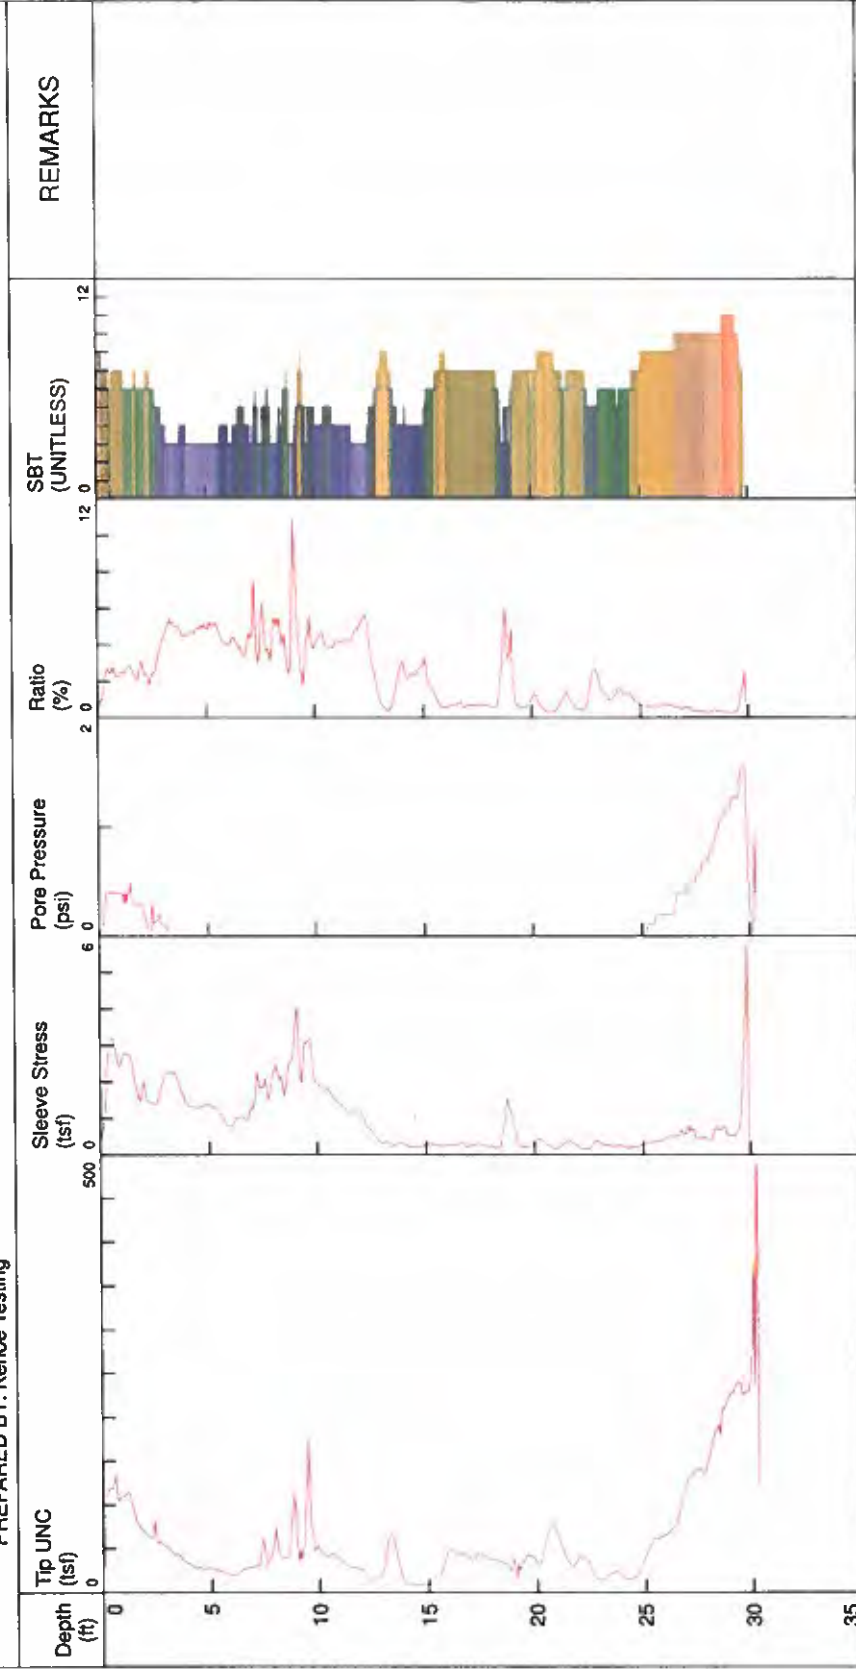 PREPARED BY: Kehoe Testing
Depth
(ft)
Tip UNC
(tsf)
0 500
Sleeve Stress
(tsf)
0 6
Pore Pressure
(psi)
0 2
Ratio
(%)
0 12
SBT
(UNITLESS)
0 12
REMARKS
0
5
10
15
20
25
30
35